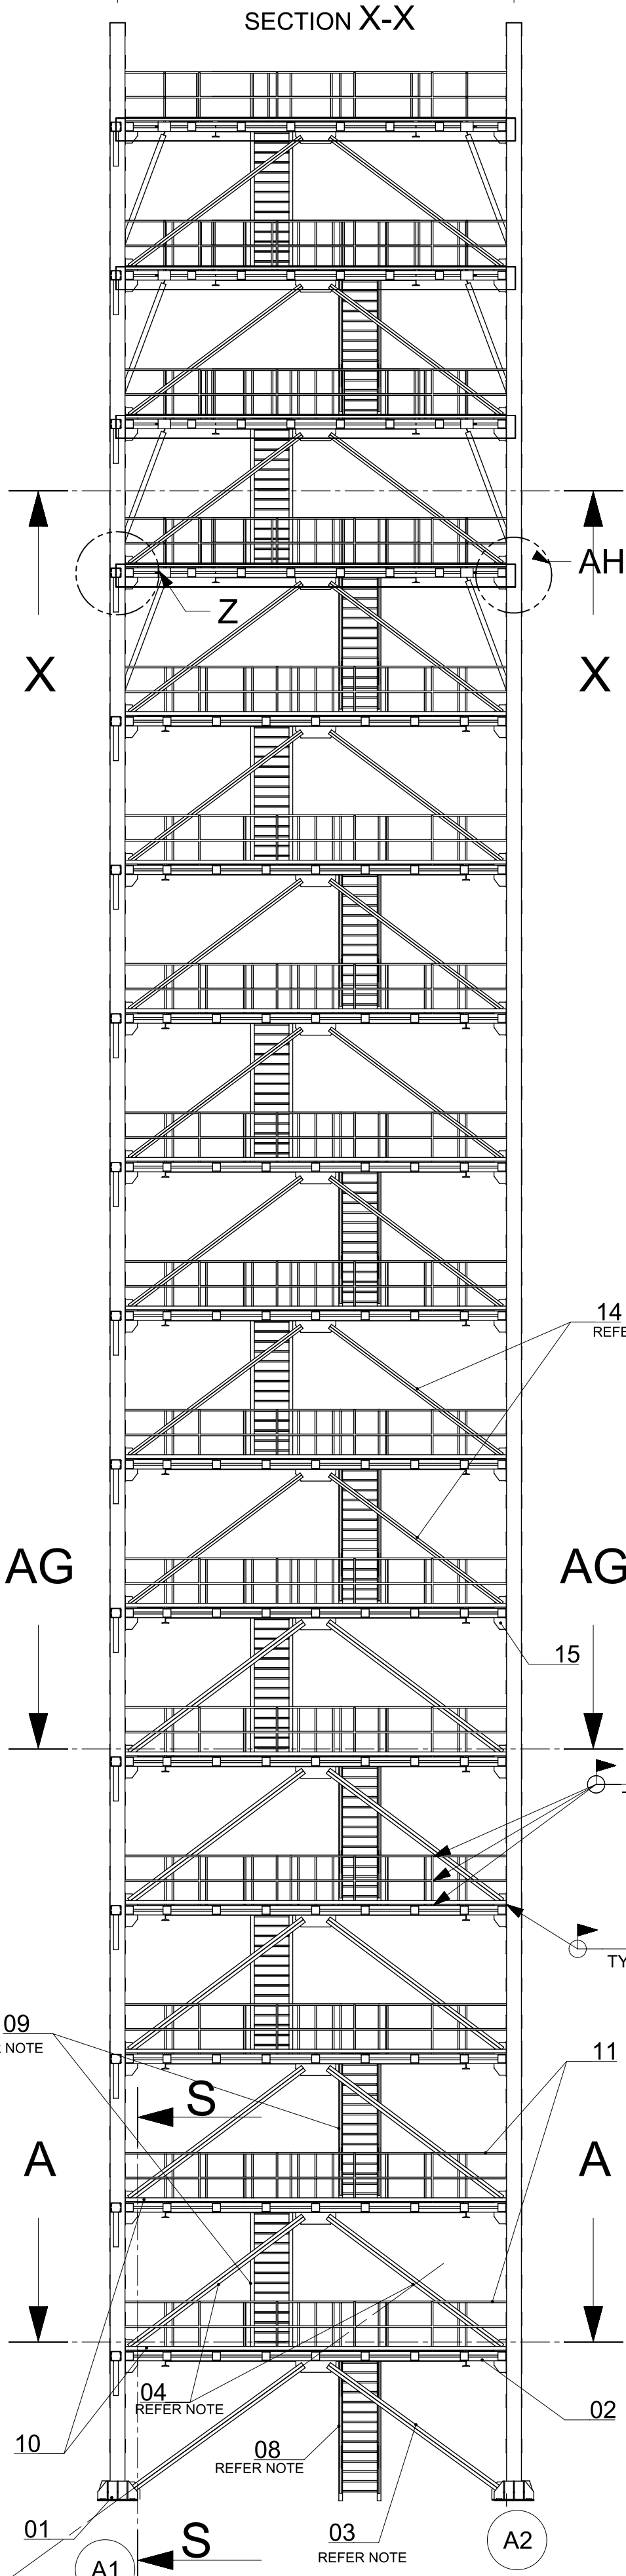 SECTION X-X
AH
Z
X X
14
REFE
AG AG
15
TY
09
NOTE
11
S
A A
04
REFER NOTE
02
10
08
REFER NOTE
01
03
REFER NOTE
S
A1
A2